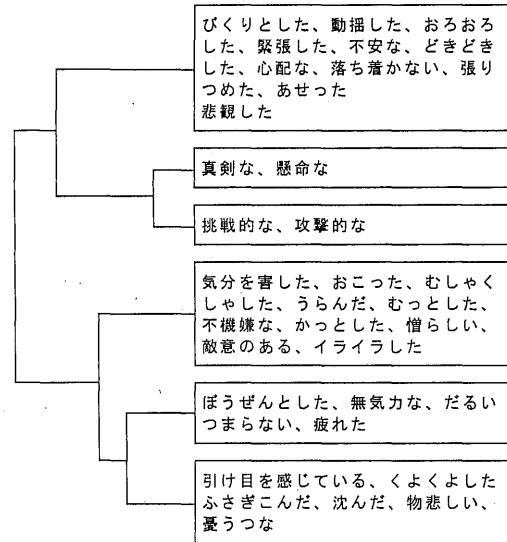 びくりとした、動揺した、おろおろ
した、緊張した、不安な、どきどき
した、心配な、落ち着かない、張り
つめた、あせった
悲観した
真剣な、懸命な
挑戦的な、攻撃的な
気分を害した、おこった、むしゃく
しゃした、うらんだ、むっとした、
不機嫌な、かっとした、憎らしい、
敵意のある、イライラした
ぼうぜんとした、無気力な、だるい
つまらない、疲れた
引け目を感じている、くよくよした
ふさぎこんだ、沈んだ、物悲しい、
憂うつな